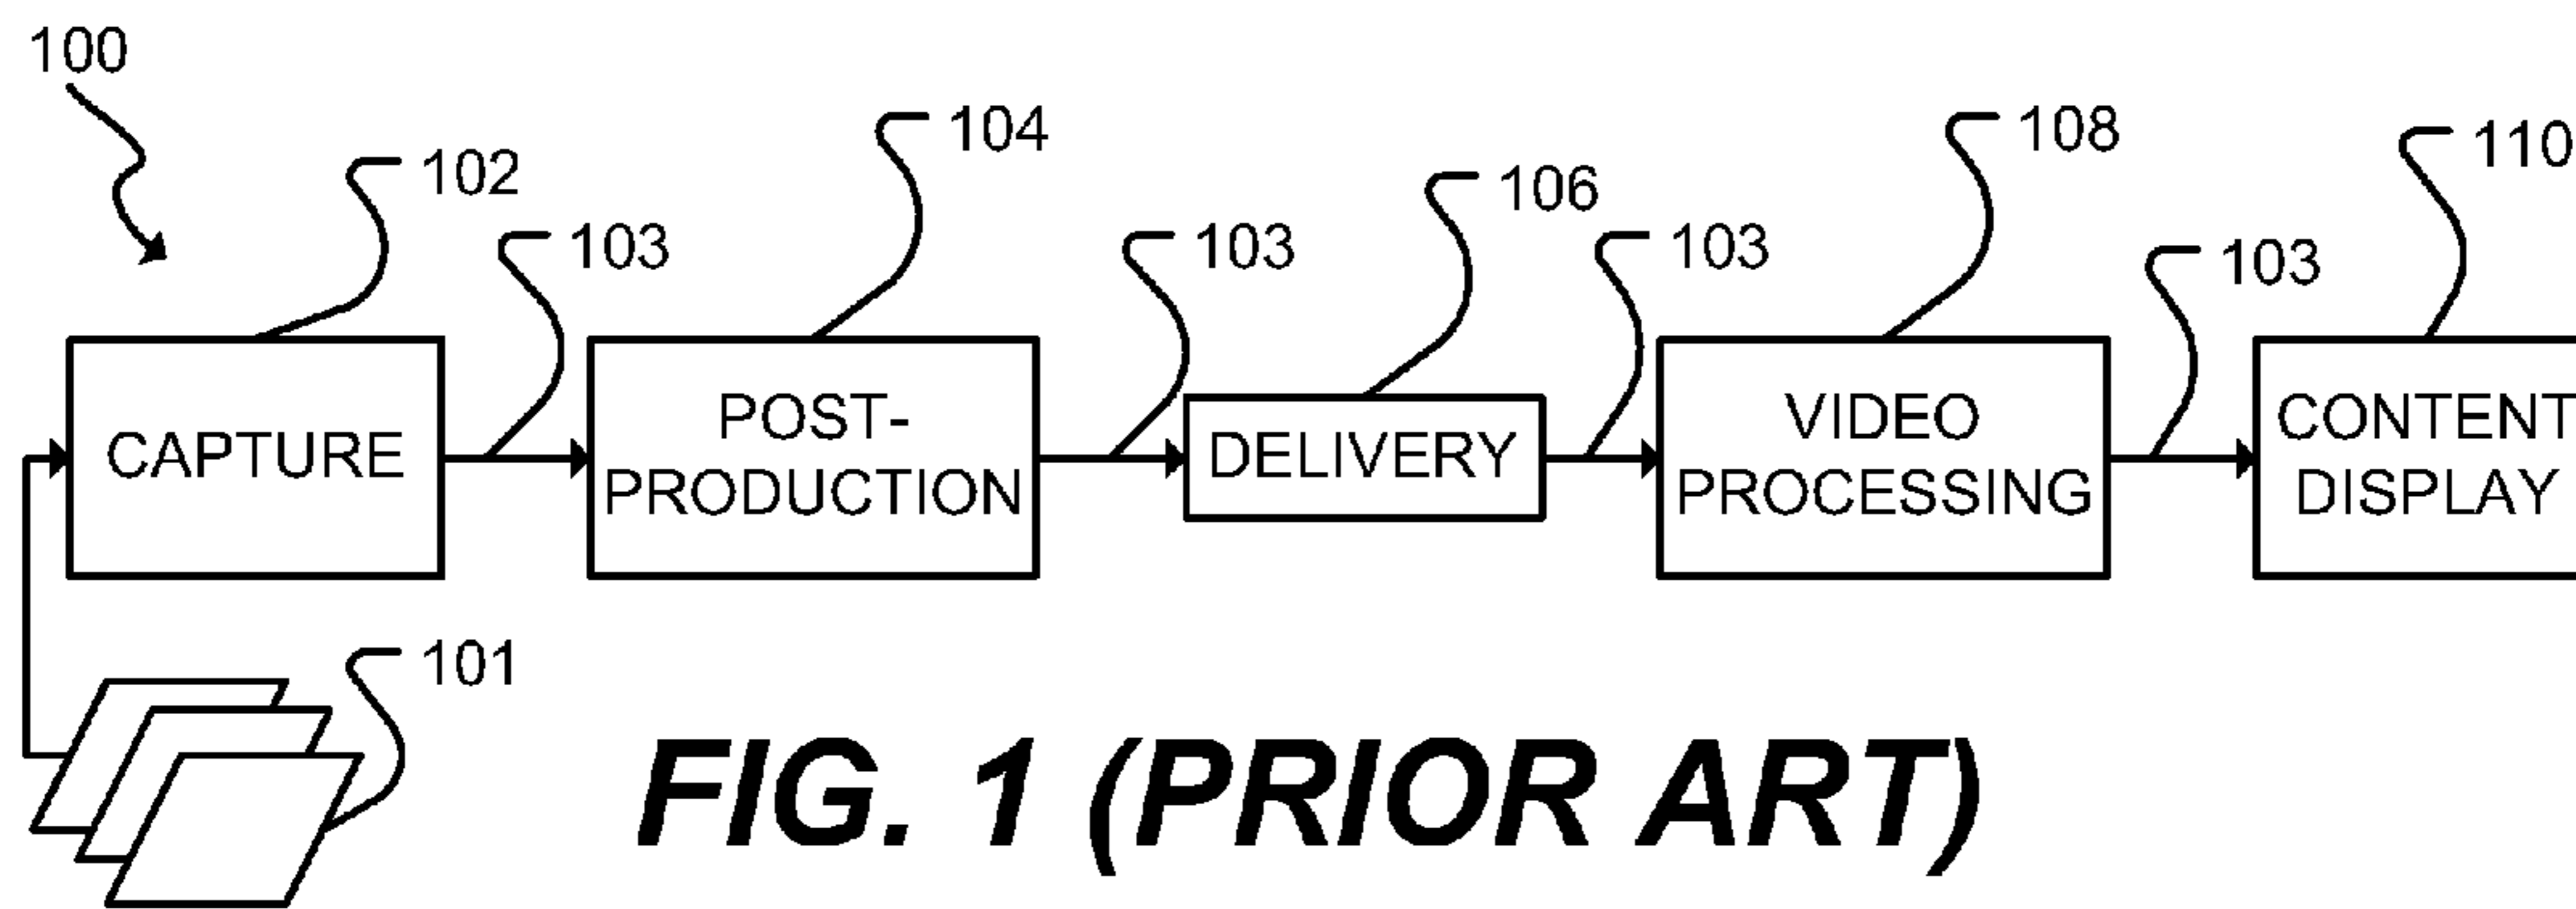 100
102
103
104
103
106
103
108
103
110
CAPTURE
POST-
PRODUCTION
DELIVERY
VIDEO
PROCESSING
CONTENT
DISPLAY
101
FIG. 1 (PRIOR ART)